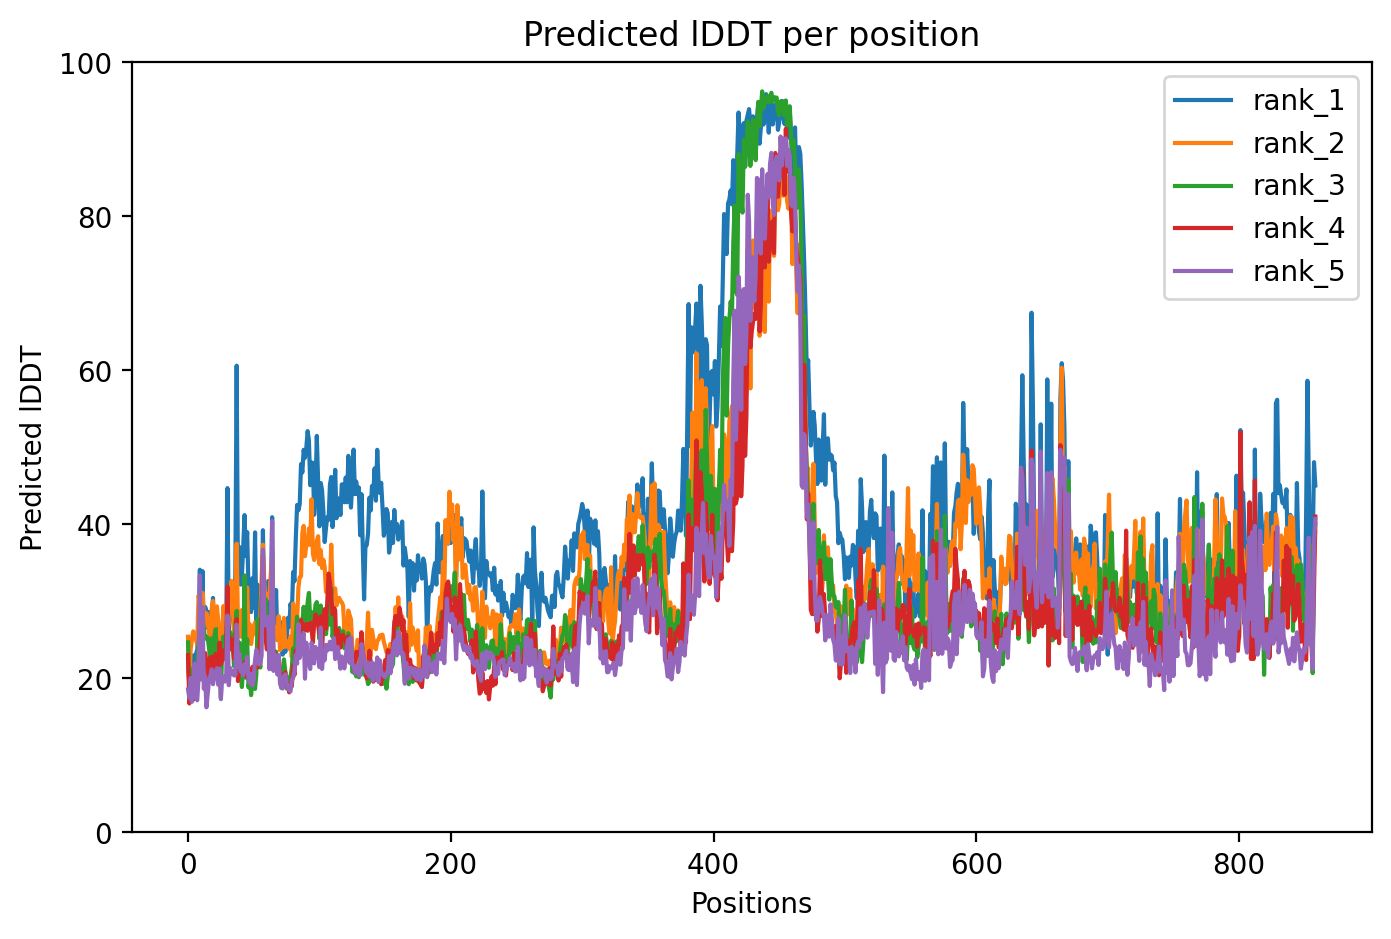 Predicted lDDT per position
100
80
60
40
20
0
Predicted lDDT
0 200 400 600 800
Positions
rank_1
rank_2
rank_3
rank_4
rank_5